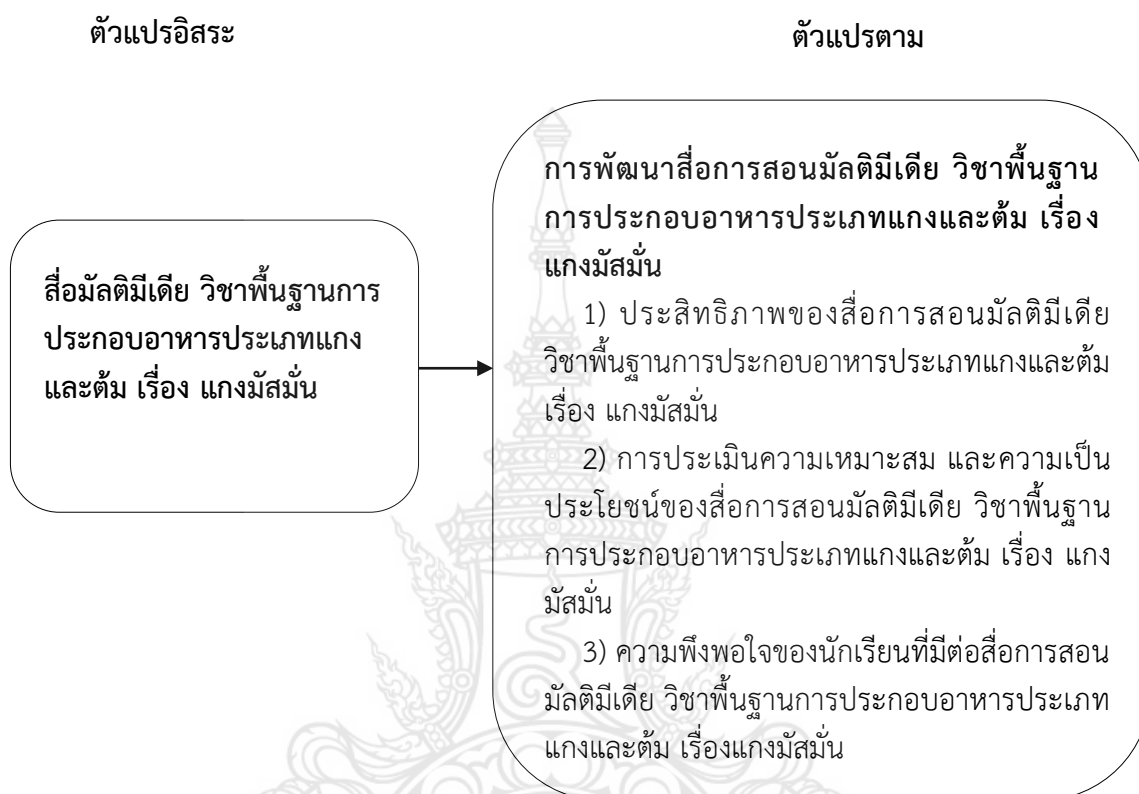 ตัวแปรอิสระ
ตัวแปรตาม
สื่อมัลติมีเดีย วิชาพื้นฐานการ
ประกอบอาหารประเภทแกง
และต้ม เรื่อง แกงมัสมั่น
การพัฒนาสื่อการสอนมัลติมีเดีย วิชาพื้นฐาน
การประกอบอาหารประเภทแกงและต้ม เรื่อง
แกงมัสมั่น
1) ประสิทธิภาพของสื่อการสอนมัลติมีเดีย
วิชาพื้นฐานการประกอบอาหารประเภทแกงและต้ม
เรื่อง แกงมัสมั่น
2) การประเมินความเหมาะสม และความเป็น
ประโยชน์ของสื่อการสอนมัลติมีเดีย วิชาพื้นฐาน
การประกอบอาหารประเภทแกงและต้ม เรื่อง แกง
มัสมั่น
3) ความพึงพอใจของนักเรียนที่มีต่อสื่อการสอน
มัลติมีเดีย วิชาพื้นฐานการประกอบอาหารประเภท
แกงและต้ม เรื่องแกงมัสมั่น